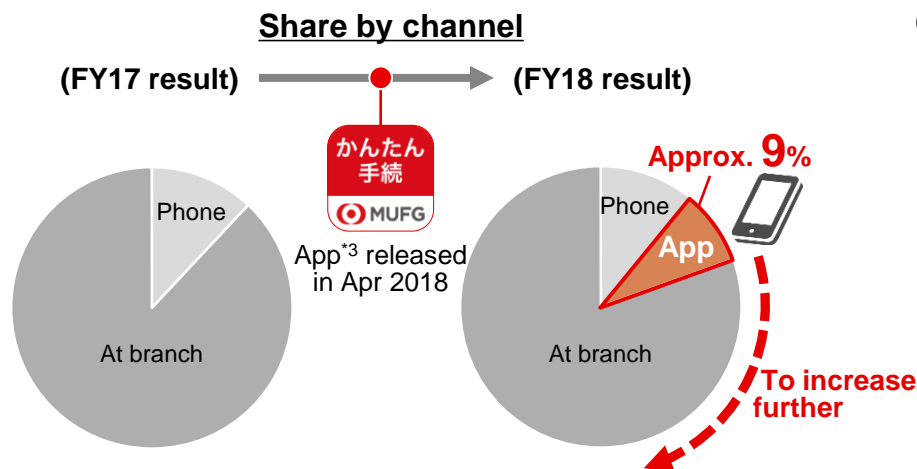 Share by channel
(FY17 result)
(FY18 result)
かんたん
手続
MUFG
App*3 released
in Apr 2018
Phone
At branch
Approx. 9%
Phone
App
At branch
To increase
further